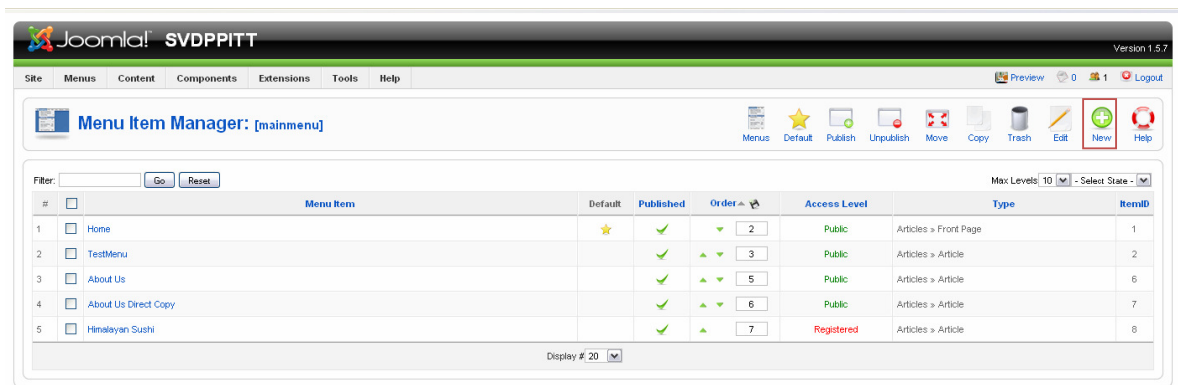 Joomla! SVDPPITT
Version 1.5.7
Site Menus Content Components Extensions Tools Help Preview 0 1 Logout
Menu Item Manager: [mainmenu]
Menus Default Publish Unpublish Move Copy Trash Edit New Help
Filter: Go Reset Max Levels 10 - Select State -
# Menu Item Default Published Order Access Level Type ItemID
1 Home 2 Public Articles » Front Page 1
2 TestMenu 3 Public Articles » Article 2
3 About Us 5 Public Articles » Article 6
4 About Us Direct Copy 6 Public Articles » Article 7
5 Himalayan Sushi 7 Registered Articles » Article 8
Display # 20